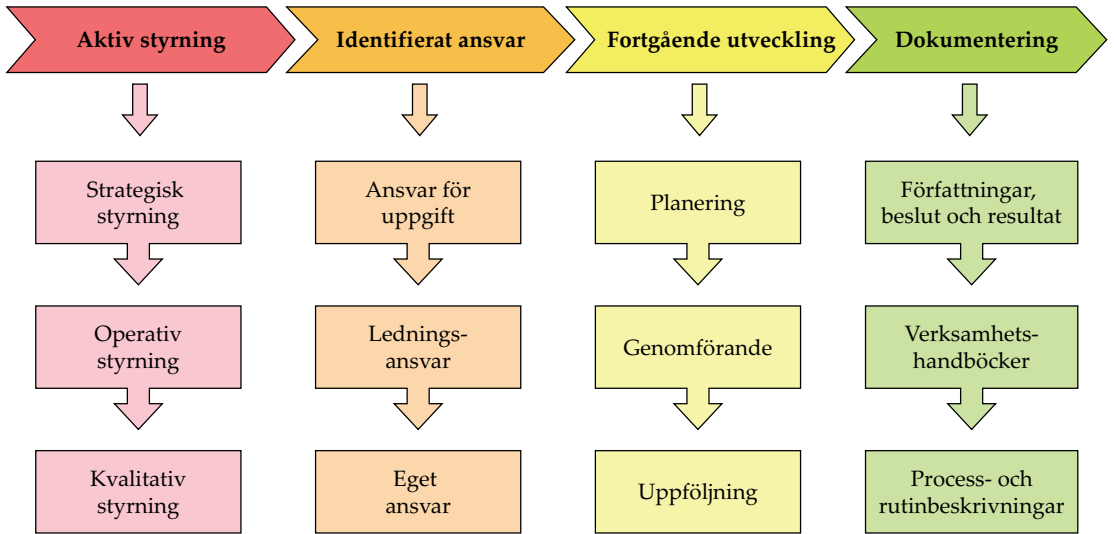 Aktiv styrning
Identifierat ansvar
Fortgående utveckling
Dokumentering
Strategisk
styrning
Ansvar för
uppgift
Planering
Författningar,
beslut och resultat
Operativ
styrning
Lednings-
ansvar
Genomförande
Verksamhets-
handböcker
Kvalitativ
styrning
Eget
ansvar
Uppföljning
Process- och
rutinbeskrivningar